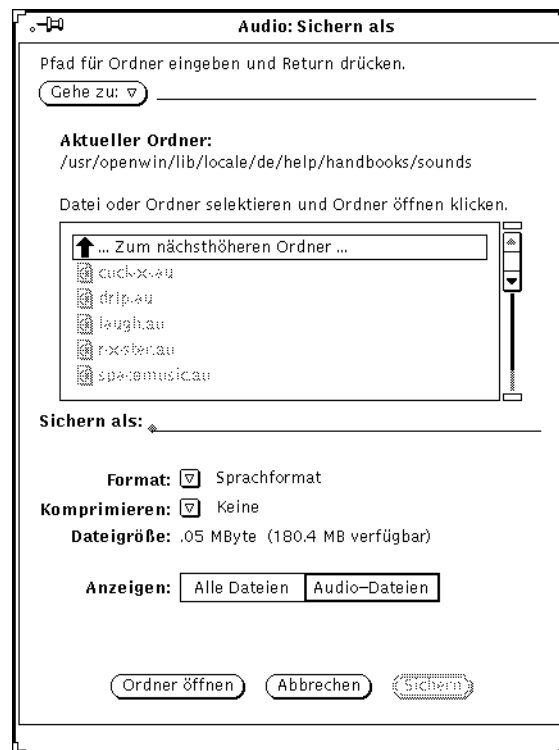 Audio: Sichern als
Pfad für Ordner eingeben und Return drücken.
Gehe zu:
Aktueller Ordner:
/usr/openwin/lib/locale/de/help/handbooks/sounds
Datei oder Ordner selektieren und Ordner öffnen klicken.
... Zum nächsthöheren Ordner ...
drip.au
laugh.au
spacemusic.au
Sichern als:
Format: Sprachformat
Komprimieren: Keine
Dateigröße: .05 MByte (180.4 MB verfügbar)
Anzeigen: Alle Dateien Audio-Dateien
Ordner öffnen Abbrechen Sichern